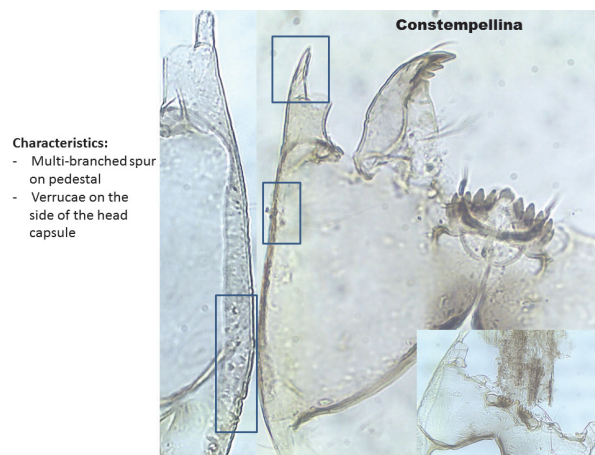 Constempellina
Characteristics:
- Multi-branched spur
on pedestal
- Verrucae on the
side of the head
capsule